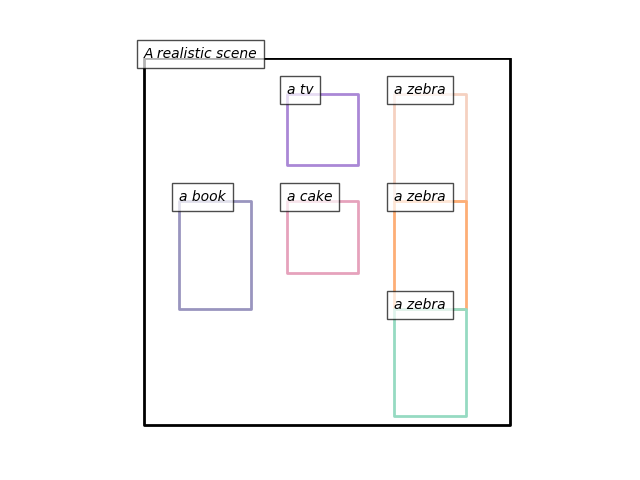 A realistic scene
a tv
a zebra
a book
a cake
a zebra
a zebra